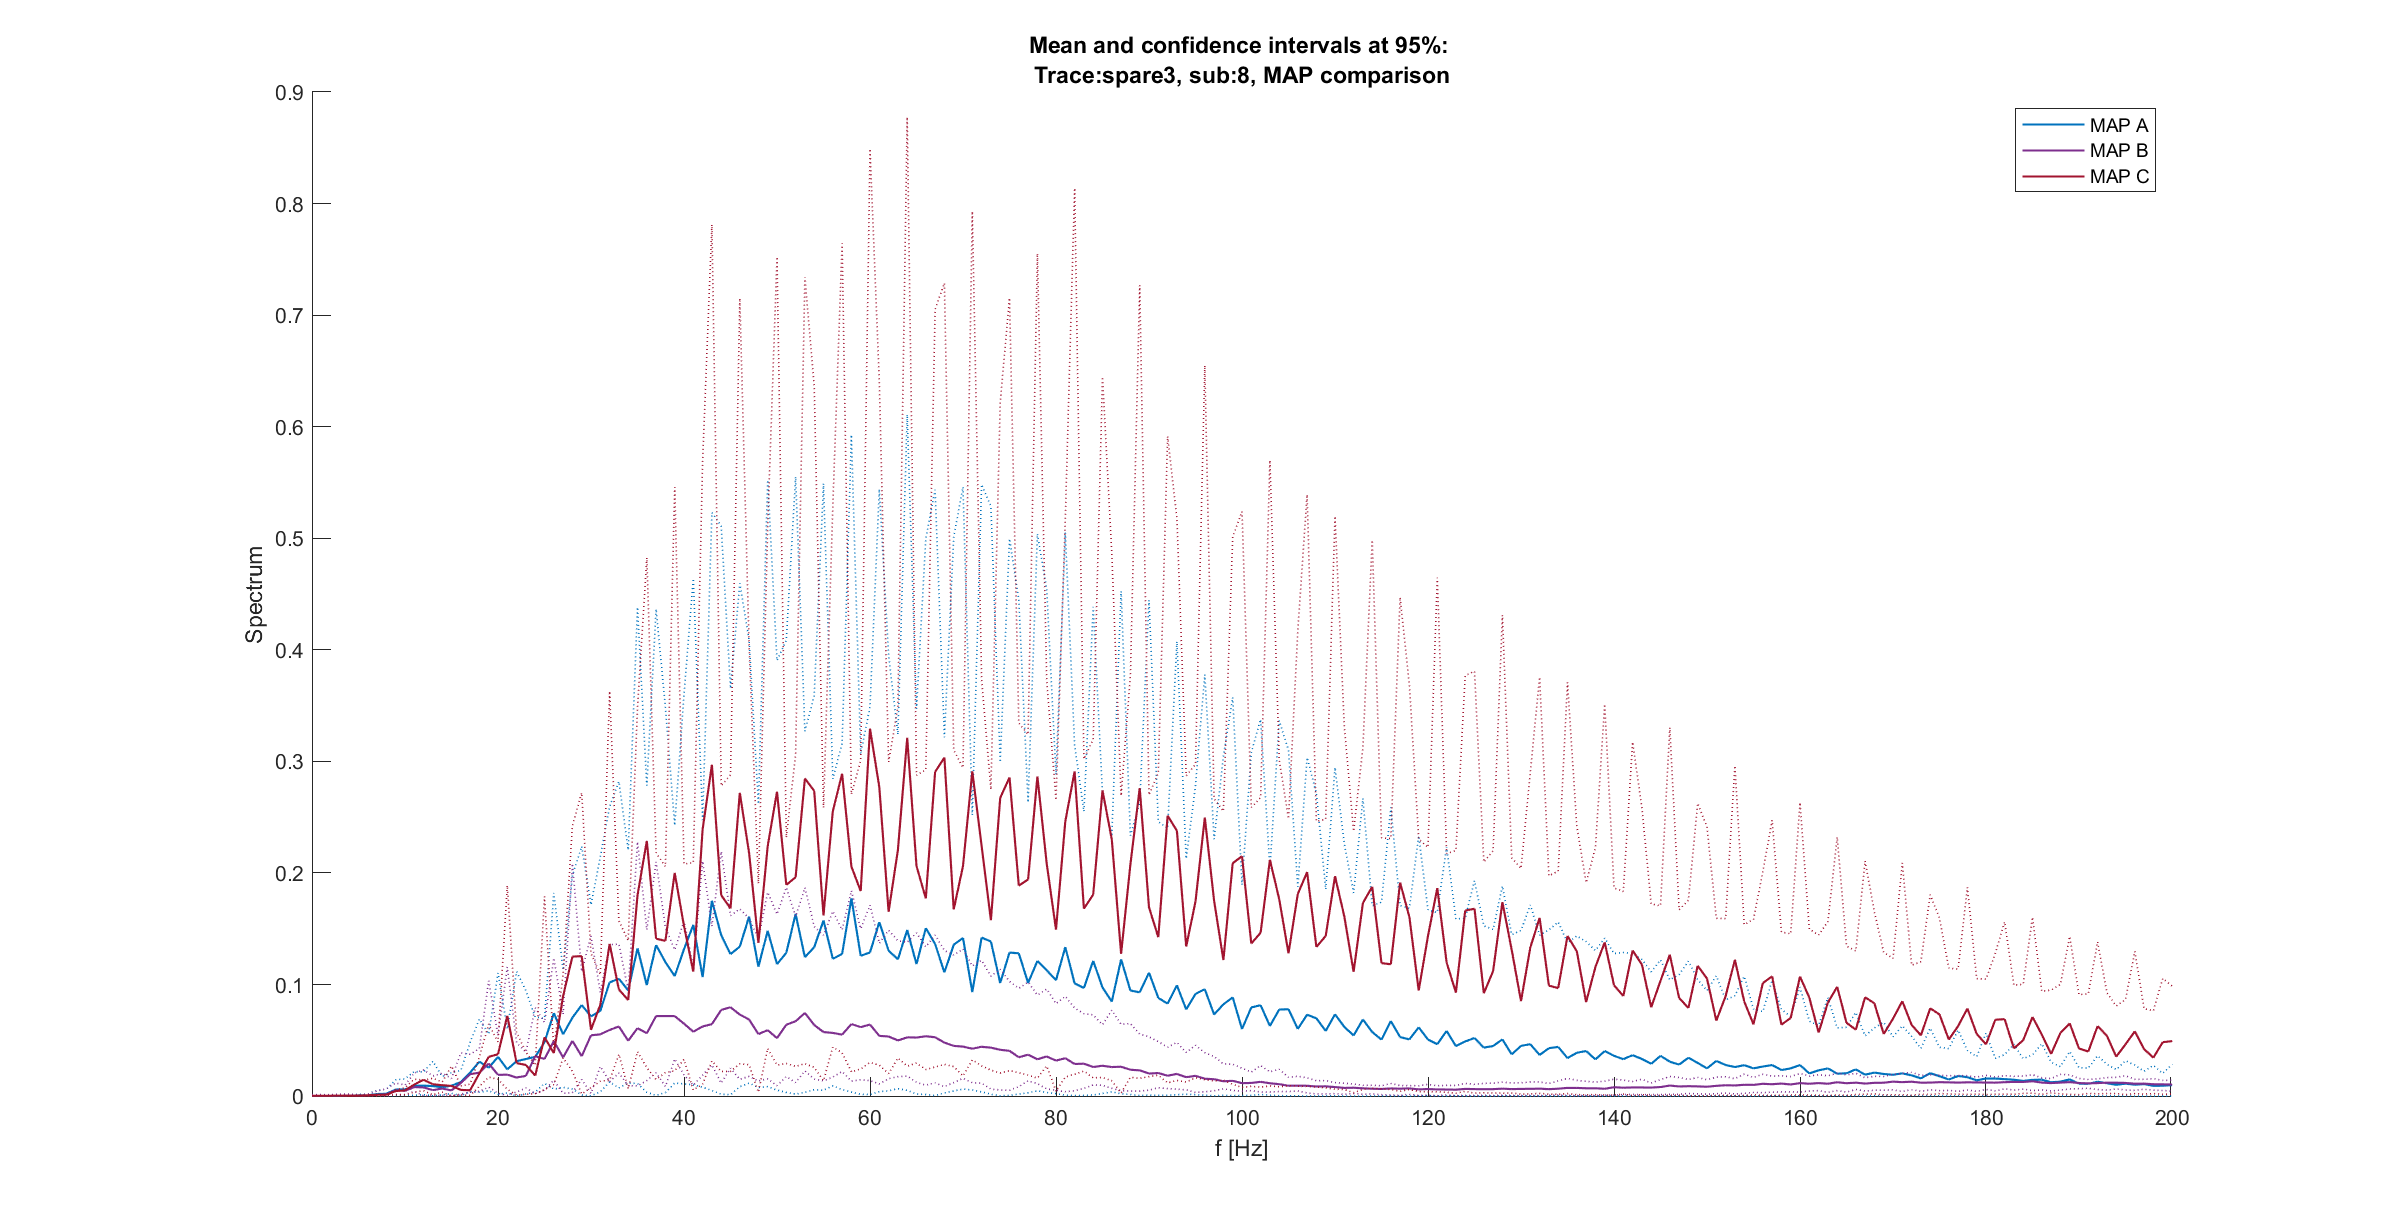 Mean and confidence intervals at 95%:
Trace:spare3, sub:8, MAP comparison
0.9
0.8
0.7
0.6
0.5
0.4
0.3
0.2
0.1
0
Spectrum
MAP A
MAP B
MAP C
0 20 40 60 80 100 120 140 160 180 200
f [Hz]